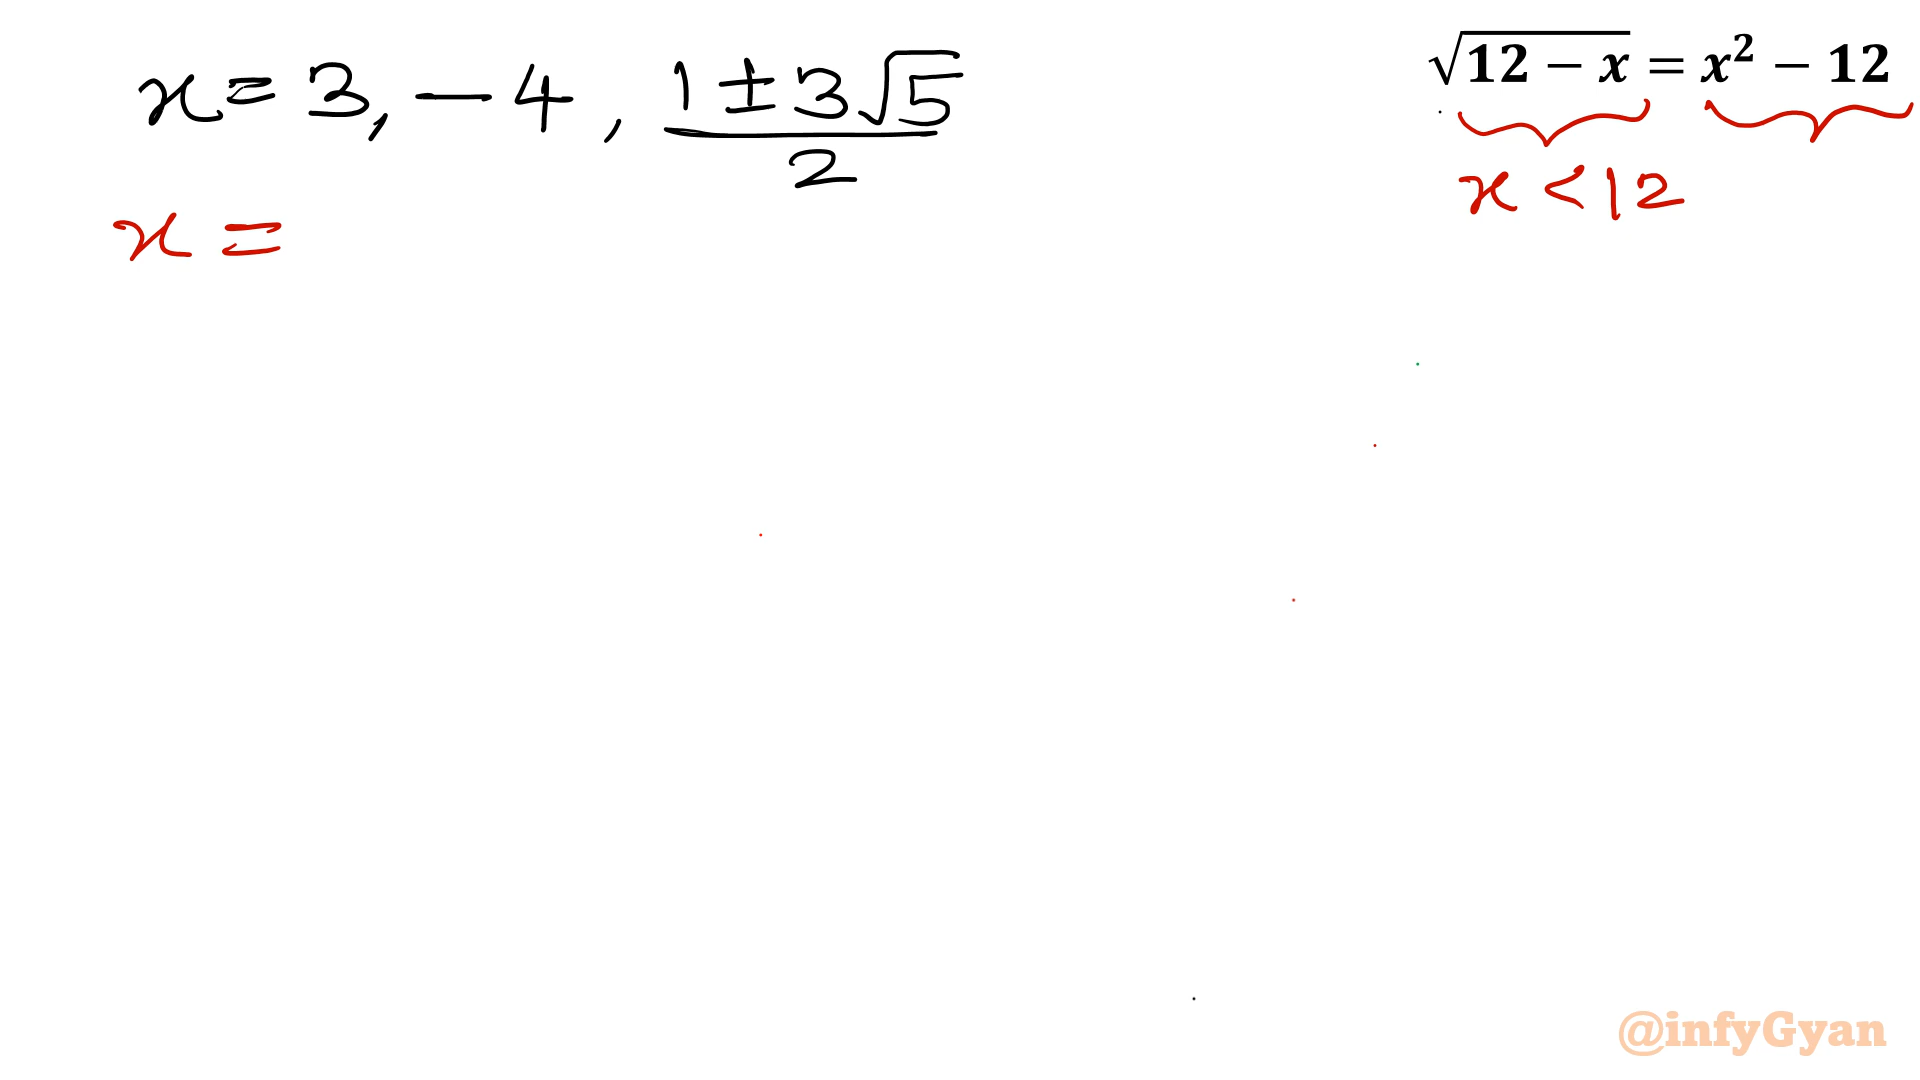 x = 3, -4, (1 ± 3√5)/2
√(12 − x) = x² − 12
x < 12
x =
@infyGyan